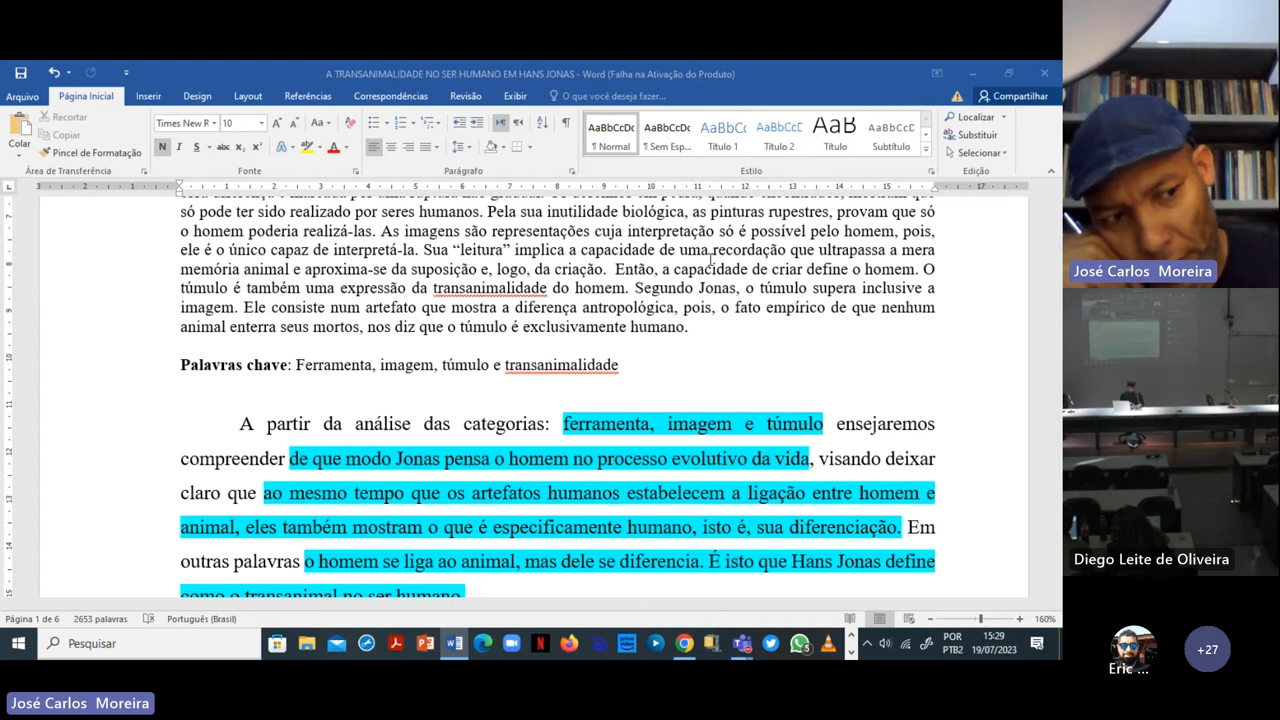 A TRANSANIMALIDADE NO SER HUMANO EM HANS JONAS - Word (Falha na Ativação do Produto)
Arquivo Página Inicial Inserir Design Layout Referências Correspondências Revisão Exibir O que você deseja fazer... Compartilhar
Colar
Recortar
Copiar
Pincel de Formatação
Área de Transferência
Times New R 10
N I S abc x₂ x²
Fonte
Parágrafo
AaBbCcDc AaBbCcDc AaBbCcD AaBbCcD AaB AaBbCcD
¶ Normal ¶ Sem Esp... Título 1 Título 2 Título Subtítulo
Estilo
Localizar
Substituir
Selecionar
Edição
só pode ter sido realizado por seres humanos. Pela sua inutilidade biológica, as pinturas rupestres, provam que só
o homem poderia realizá-las. As imagens são representações cuja interpretação só é possível pelo homem, pois,
ele é o único capaz de interpretá-la. Sua “leitura” implica a capacidade de uma recordação que ultrapassa a mera
memória animal e aproxima-se da suposição e, logo, da criação. Então, a capacidade de criar define o homem. O
túmulo é também uma expressão da transanimalidade do homem. Segundo Jonas, o túmulo supera inclusive a
imagem. Ele consiste num artefato que mostra a diferença antropológica, pois, o fato empírico de que nenhum
animal enterra seus mortos, nos diz que o túmulo é exclusivamente humano.
Palavras chave: Ferramenta, imagem, túmulo e transanimalidade
A partir da análise das categorias: ferramenta, imagem e túmulo ensejaremos
compreender de que modo Jonas pensa o homem no processo evolutivo da vida, visando deixar
claro que ao mesmo tempo que os artefatos humanos estabelecem a ligação entre homem e
animal, eles também mostram o que é especificamente humano, isto é, sua diferenciação. Em
outras palavras o homem se liga ao animal, mas dele se diferencia. É isto que Hans Jonas define
como o transanimal no ser humano.
Página 1 de 6 2653 palavras Português (Brasil) 160%
Pesquisar
POR
PTB2
15:29
19/07/2023
José Carlos Moreira
Diego Leite de Oliveira
Eric ...
+27
José Carlos Moreira